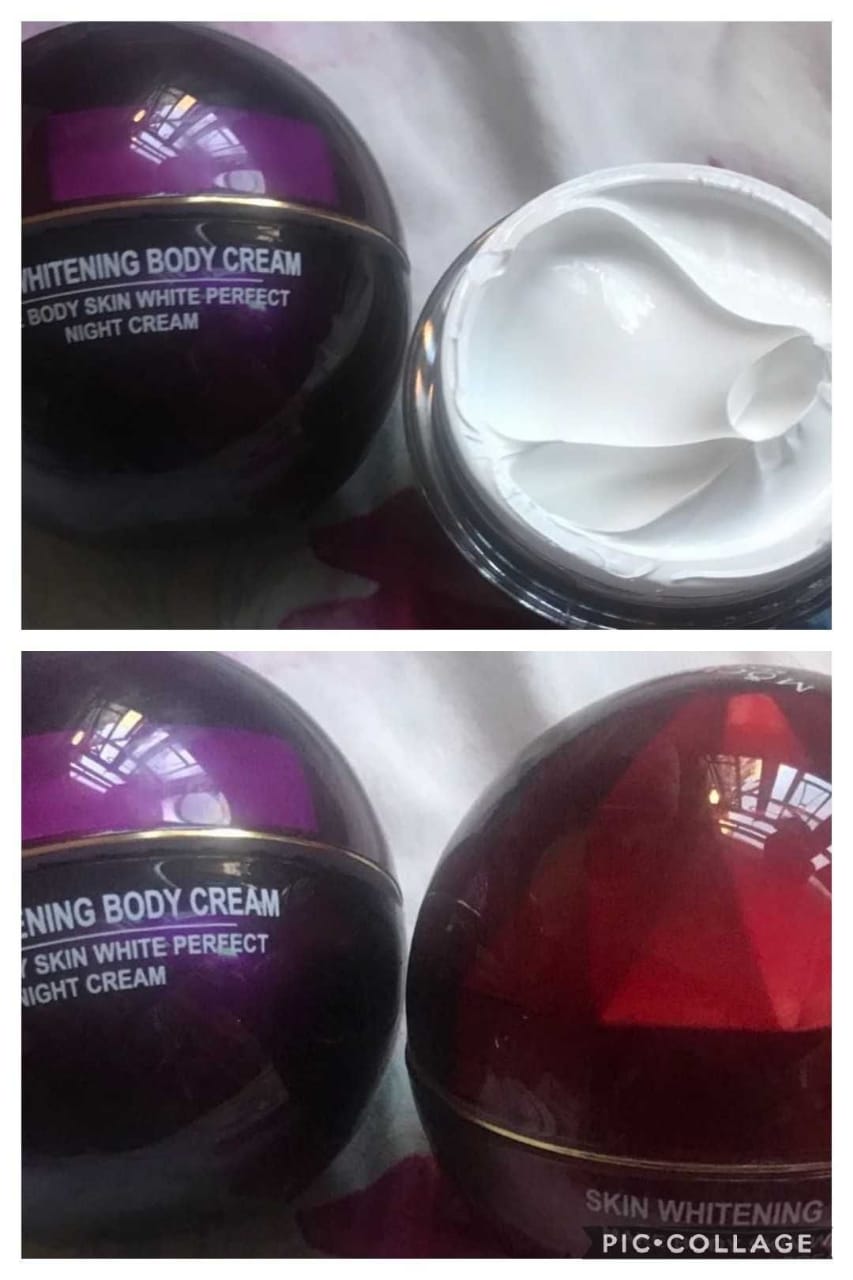 WHITENING BODY CREAM
BODY SKIN WHITE PERFECT
NIGHT CREAM
ENING BODY CREAM
Y SKIN WHITE PERFECT
NIGHT CREAM
SKIN WHITENING
PIC•COLLAGE